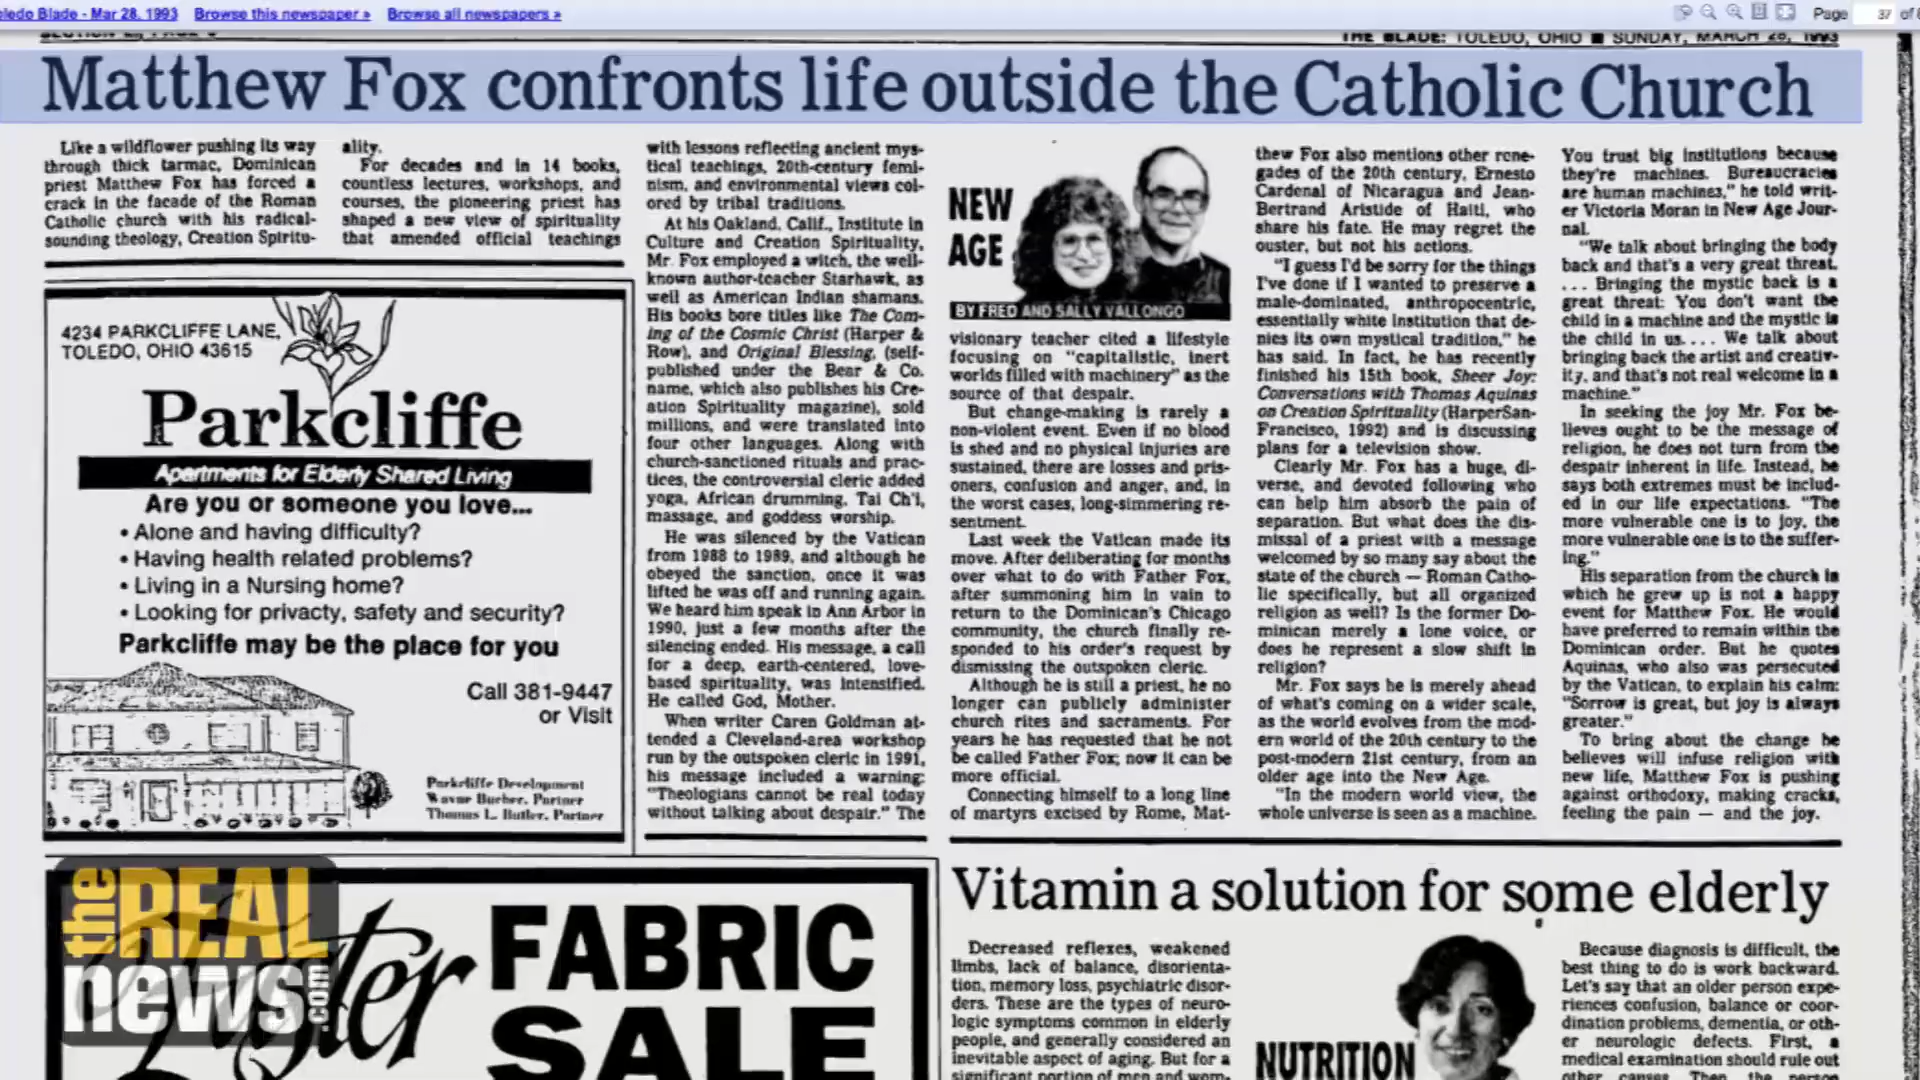 Toledo Blade - Mar 28, 1993 Browse this newspaper » Browse all newspapers »
Page 37 of
THE BLADE: TOLEDO, OHIO ■ SUNDAY, MARCH 28, 1993
Matthew Fox confronts life outside the Catholic Church
Like a wildflower pushing its way
through thick tarmac, Dominican
priest Matthew Fox has forced a
crack in the facade of the Roman
Catholic church with his radical-
sounding theology, Creation Spiritu-
ality.
For decades and in 14 books,
countless lectures, workshops, and
courses, the pioneering priest has
shaped a new view of spirituality
that amended official teachings
with lessons reflecting ancient mys-
tical teachings, 20th-century femi-
nism, and environmental views col-
ored by tribal traditions.
At his Oakland, Calif., Institute in
Culture and Creation Spirituality,
Mr. Fox employed a witch, the well-
known author-teacher Starhawk, as
well as American Indian shamans.
His books bore titles like The Com-
ing of the Cosmic Christ (Harper &
Row), and Original Blessing, (self-
published under the Bear & Co.
name, which also publishes his Cre-
ation Spirituality magazine), sold
millions, and were translated into
four other languages. Along with
church-sanctioned rituals and prac-
tices, the controversial cleric added
yoga, African drumming, Tai Ch'i,
massage, and goddess worship.
He was silenced by the Vatican
from 1988 to 1989, and although he
obeyed the sanction, once it was
lifted he was off and running again.
We heard him speak in Ann Arbor in
1990, just a few months after the
silencing ended. His message, a call
for a deep, earth-centered, love-
based spirituality, was intensified.
He called God, Mother.
When writer Caren Goldman at-
tended a Cleveland-area workshop
run by the outspoken cleric in 1991,
his message included a warning:
"Theologians cannot be real today
without talking about despair." The
NEW
AGE
BY FRED AND SALLY VALLONGO
visionary teacher cited a lifestyle
focusing on "capitalistic, inert
worlds filled with machinery" as the
source of that despair.
But change-making is rarely a
non-violent event. Even if no blood
is shed and no physical injuries are
sustained, there are losses and pris-
oners, confusion and anger, and, in
the worst cases, long-simmering re-
sentment.
Last week the Vatican made its
move. After deliberating for months
over what to do with Father Fox,
after summoning him in vain to
return to the Dominican's Chicago
community, the church finally re-
sponded to his order's request by
dismissing the outspoken cleric.
Although he is still a priest, he no
longer can publicly administer
church rites and sacraments. For
years he has requested that he not
be called Father Fox; now it can be
more official.
Connecting himself to a long line
of martyrs excised by Rome, Mat-
thew Fox also mentions other rene-
gades of the 20th century, Ernesto
Cardenal of Nicaragua and Jean-
Bertrand Aristide of Haiti, who
share his fate. He may regret the
ouster, but not his actions.
"I guess I'd be sorry for the things
I've done if I wanted to preserve a
male-dominated, anthropocentric,
essentially white institution that de-
nies its own mystical tradition," he
has said. In fact, he has recently
finished his 15th book, Sheer Joy:
Conversations with Thomas Aquinas
on Creation Spirituality (HarperSan-
Francisco, 1992) and is discussing
plans for a television show.
Clearly Mr. Fox has a huge, di-
verse, and devoted following who
can help him absorb the pain of
separation. But what does the dis-
missal of a priest with a message
welcomed by so many say about the
state of the church — Roman Catho-
lic specifically, but all organized
religion as well? Is the former Do-
minican merely a lone voice, or
does he represent a slow shift in
religion?
Mr. Fox says he is merely ahead
of what's coming on a wider scale,
as the world evolves from the mod-
ern world of the 20th century to the
post-modern 21st century, from an
older age into the New Age.
"In the modern world view, the
whole universe is seen as a machine.
You trust big institutions because
they're machines. Bureaucracies
are human machines," he told writ-
er Victoria Moran in New Age Jour-
nal.
"We talk about bringing the body
back and that's a very great threat.
. . . Bringing the mystic back is a
great threat: You don't want the
child in a machine and the mystic is
the child in us. . . . We talk about
bringing back the artist and creativ-
ity, and that's not real welcome in a
machine."
In seeking the joy Mr. Fox be-
lieves ought to be the message of
religion, he does not turn from the
despair inherent in life. Instead, he
says both extremes must be includ-
ed in our life expectations. "The
more vulnerable one is to joy, the
more vulnerable one is to the suffer-
ing."
His separation from the church in
which he grew up is not a happy
event for Matthew Fox. He would
have preferred to remain within the
Dominican order. But he quotes
Aquinas, who also was persecuted
by the Vatican, to explain his calm:
"Sorrow is great, but joy is always
greater."
To bring about the change he
believes will infuse religion with
new life, Matthew Fox is pushing
against orthodoxy, making cracks,
feeling the pain — and the joy.
4234 PARKCLIFFE LANE,
TOLEDO, OHIO 43615
Parkcliffe
Apartments for Elderly Shared Living
Are you or someone you love...
• Alone and having difficulty?
• Having health related problems?
• Living in a Nursing home?
• Looking for privacty, safety and security?
Parkcliffe may be the place for you
Call 381-9447
or Visit
Parkcliffe Development
Wayne Bucher, Partner
Thomas L. Butler, Partner
the REAL
news.com
Easter
FABRIC
SALE
Vitamin a solution for some elderly
Decreased reflexes, weakened
limbs, lack of balance, disorienta-
tion, memory loss, psychiatric disor-
ders. These are the types of neuro-
logic symptoms common in elderly
people, and generally considered an
inevitable aspect of aging. But for a
significant portion of men and wom-
NUTRITION
Because diagnosis is difficult, the
best thing to do is work backward.
Let's say that an older person expe-
riences confusion, balance or coor-
dination problems, dementia, or oth-
er neurologic defects. First, a
medical examination should rule out
other causes. Then the person